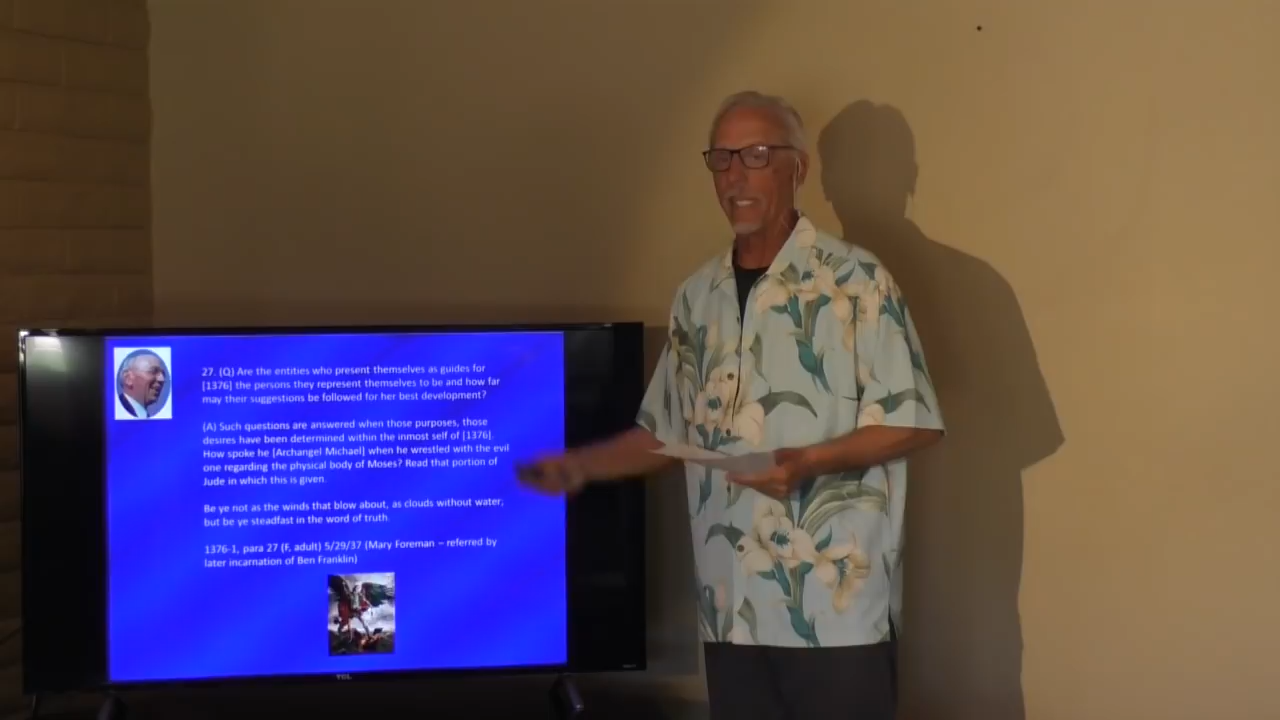 27. (Q) Are the entities who present themselves as guides for
[1376] the persons they represent themselves to be and how far
may their suggestions be followed for her best development?
(A) Such questions are answered when those purposes, those
desires have been determined within the inmost self of [1376].
How spoke he [Archangel Michael] when he wrestled with the evil
one regarding the physical body of Moses? Read that portion of
Jude in which this is given.
Be ye not as the winds that blow about, as clouds without water;
but be ye steadfast in the word of truth.
1376-1, para 27 (F, adult) 5/29/37 (Mary Foreman – referred by
later incarnation of Ben Franklin)
TCL